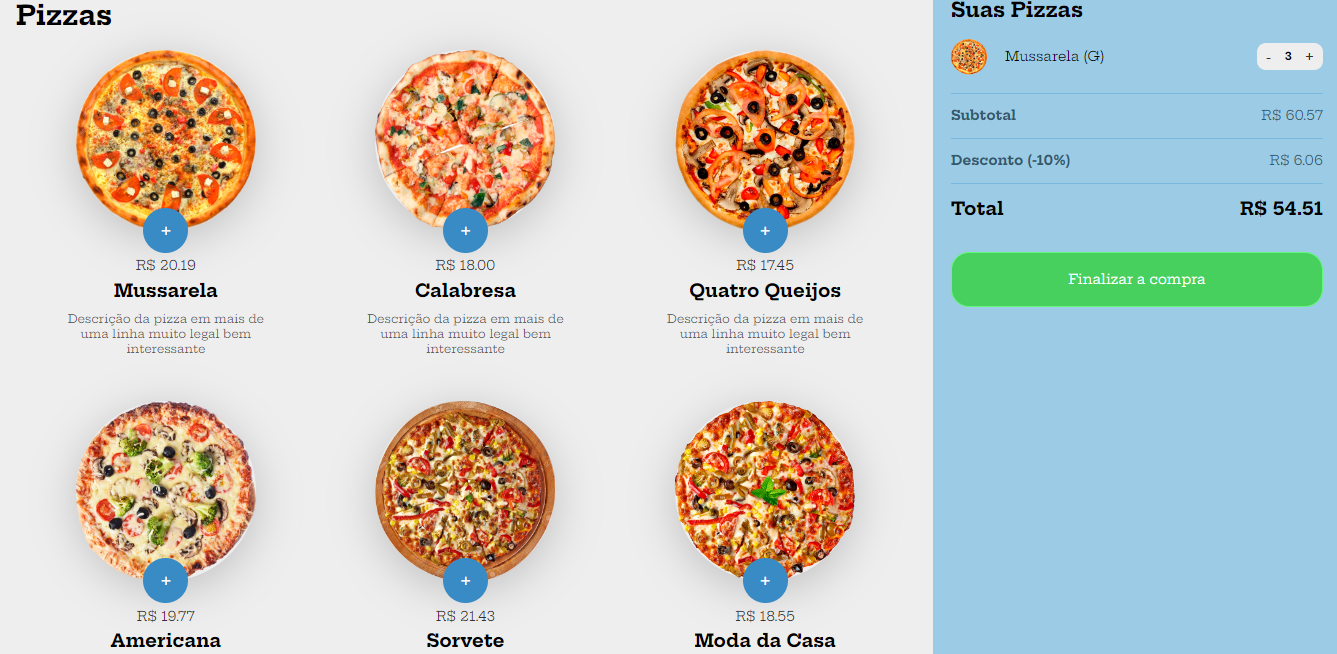 Pizzas
+
R$ 20.19
Mussarela
Descrição da pizza em mais de
uma linha muito legal bem
interessante
+
R$ 18.00
Calabresa
Descrição da pizza em mais de
uma linha muito legal bem
interessante
+
R$ 17.45
Quatro Queijos
Descrição da pizza em mais de
uma linha muito legal bem
interessante
+
R$ 19.77
Americana
+
R$ 21.43
Sorvete
+
R$ 18.55
Moda da Casa
Suas Pizzas
Mussarela (G) - 3 +
Subtotal R$ 60.57
Desconto (-10%) R$ 6.06
Total R$ 54.51
Finalizar a compra